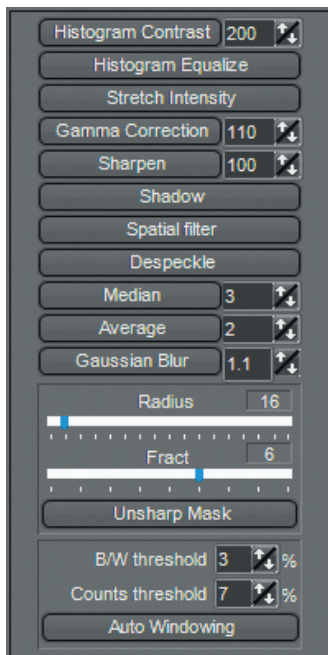 Histogram Contrast 200
Histogram Equalize
Stretch Intensity
Gamma Correction 110
Sharpen 100
Shadow
Spatial filter
Despeckle
Median 3
Average 2
Gaussian Blur 1.1
Radius 16
Fract 6
Unsharp Mask
B/W threshold 3 %
Counts threshold 7 %
Auto Windowing